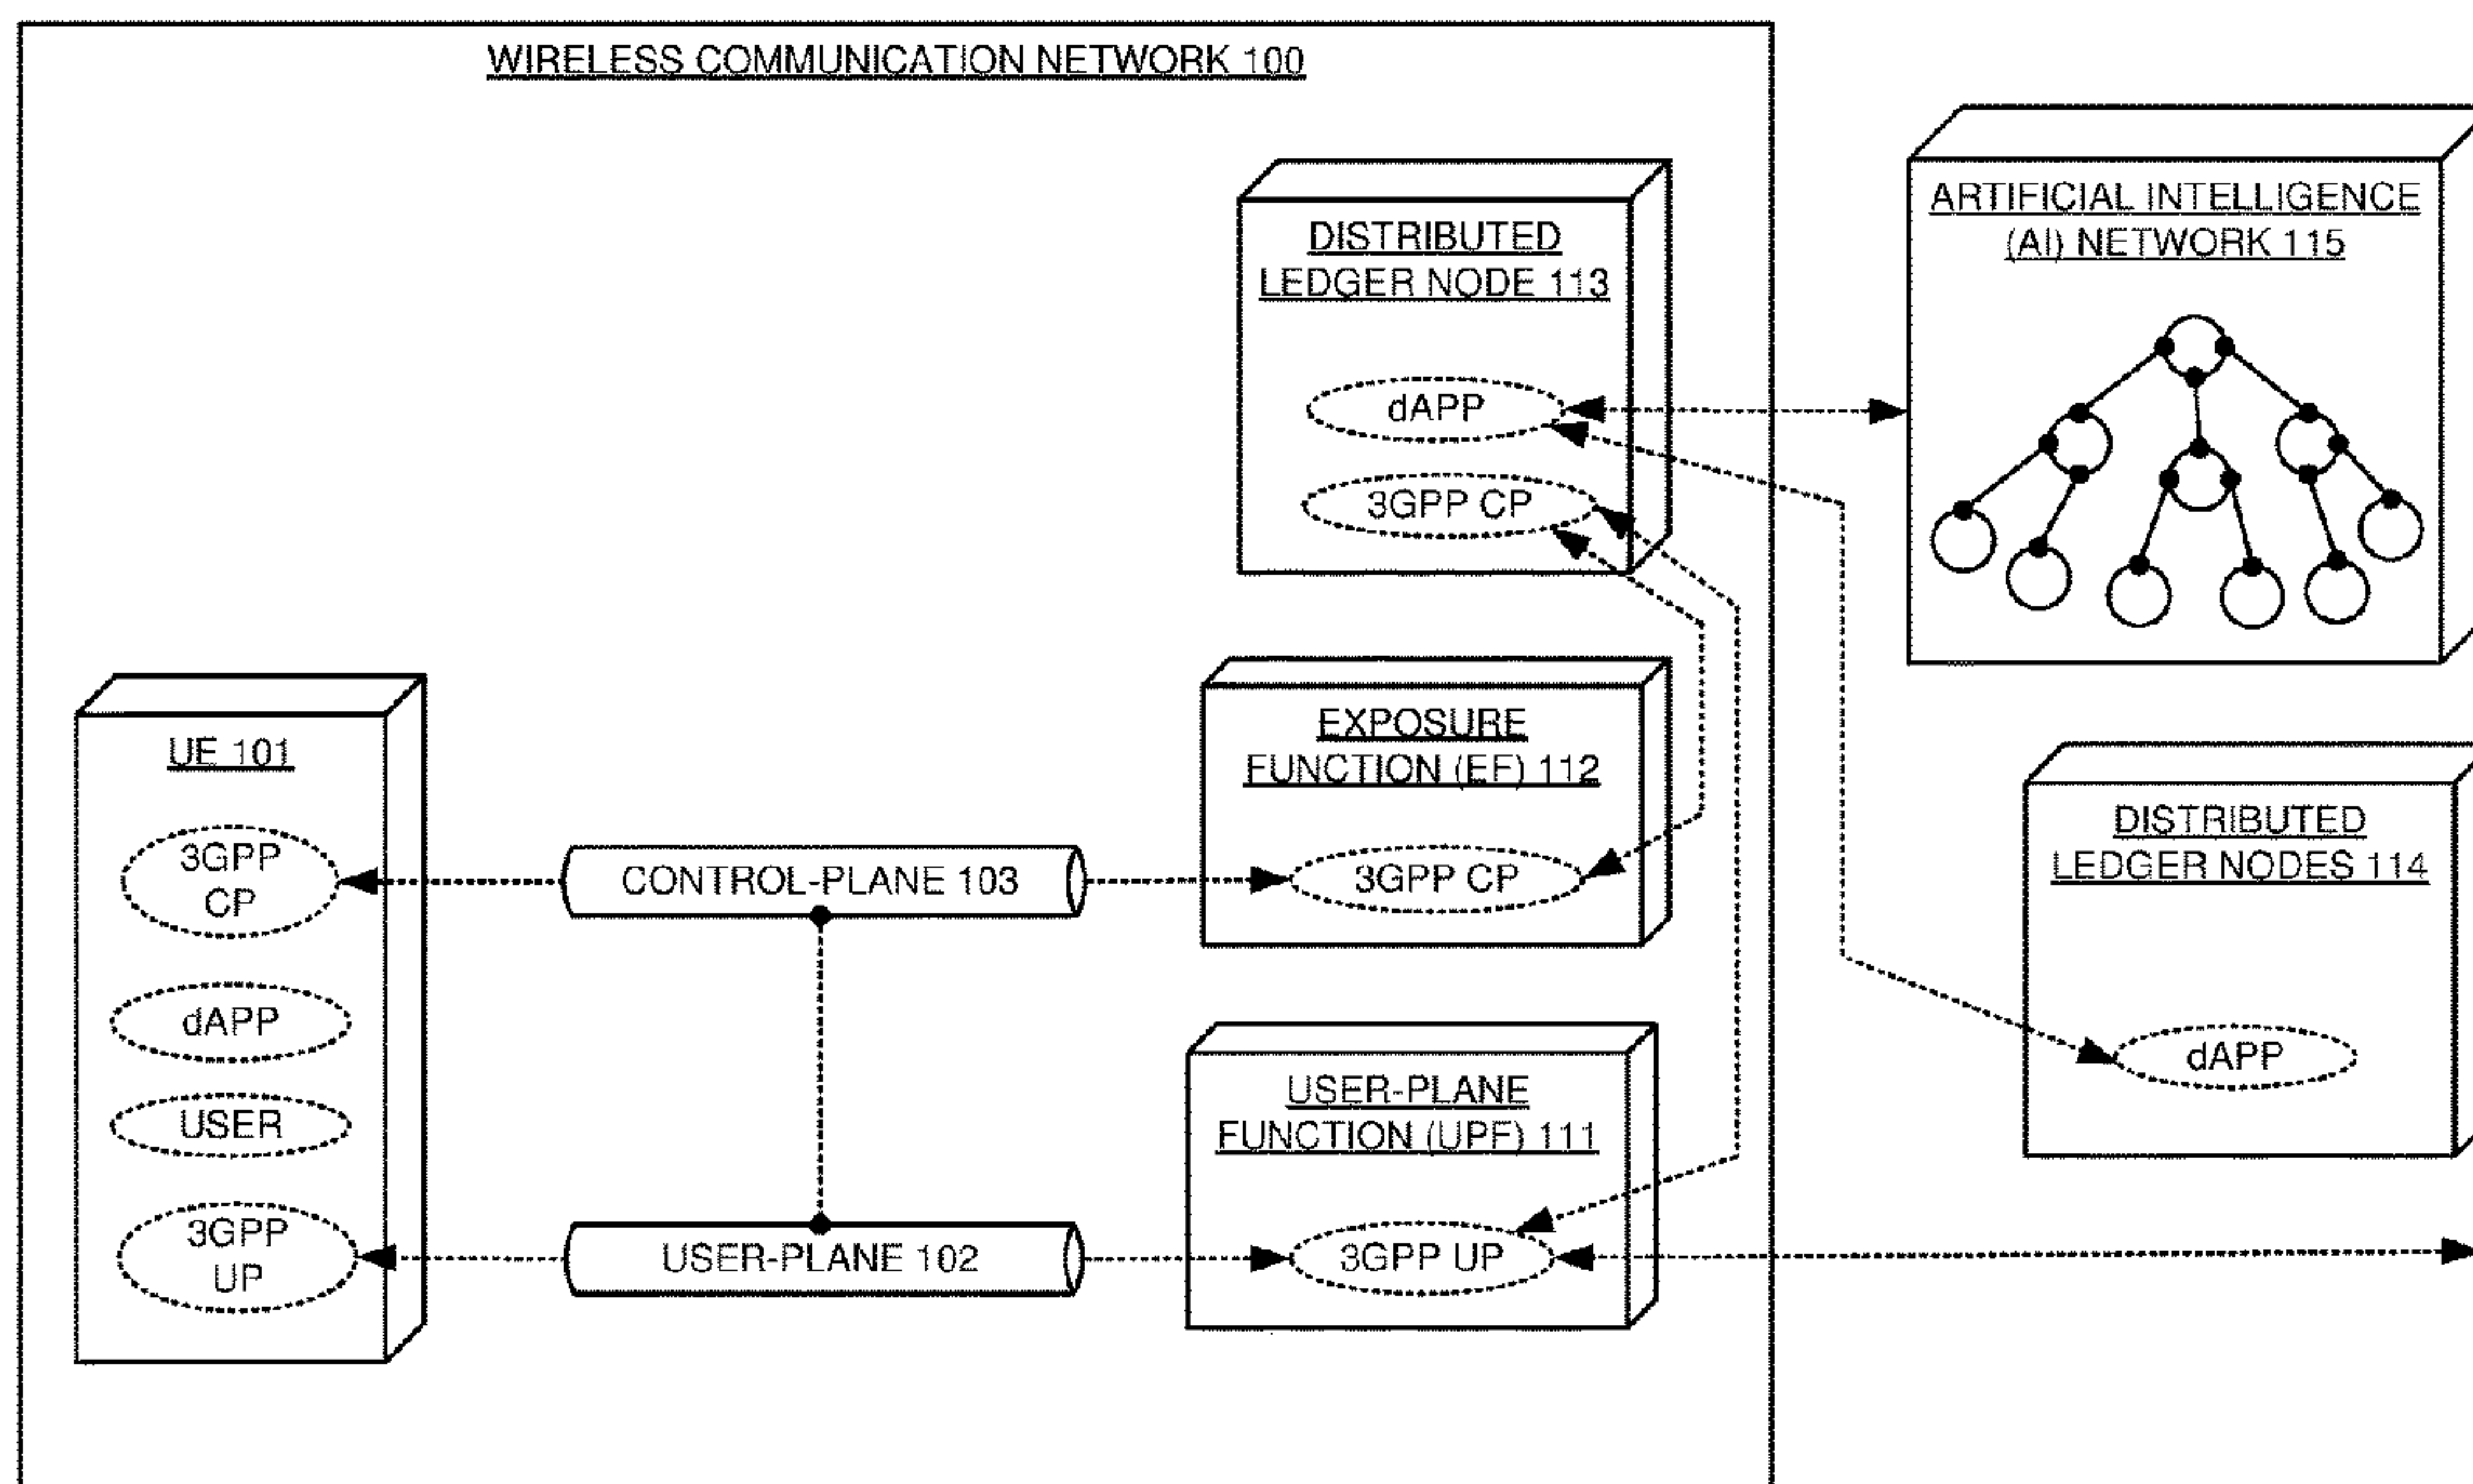 WIRELESS COMMUNICATION NETWORK 100
DISTRIBUTED
LEDGER NODE 113
dAPP
3GPP CP
ARTIFICIAL INTELLIGENCE
(AI) NETWORK 115
UE 101
3GPP
CP
dAPP
USER
3GPP
UP
CONTROL-PLANE 103
USER-PLANE 102
EXPOSURE
FUNCTION (EF) 112
3GPP CP
USER-PLANE
FUNCTION (UPF) 111
3GPP UP
DISTRIBUTED
LEDGER NODES 114
dAPP